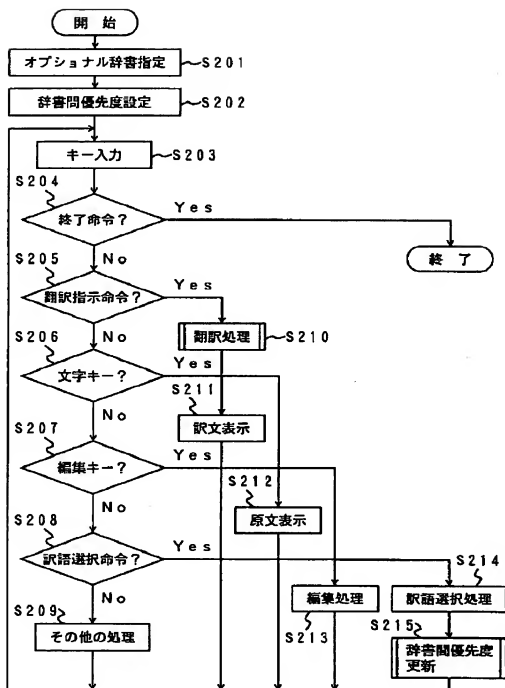 開 始
オプショナル辞書指定
S201
辞書間優先度設定
S202
キー入力
S203
S204
終了命令？
Yes
No
終 了
S205
翻訳指示命令？
Yes
No
翻訳処理
S210
S206
文字キー？
Yes
No
S211
訳文表示
S207
編集キー？
Yes
No
S212
原文表示
S208
訳語選択命令？
Yes
No
S214
訳語選択処理
編集処理
S213
S209
その他の処理
S215
辞書間優先度
更新